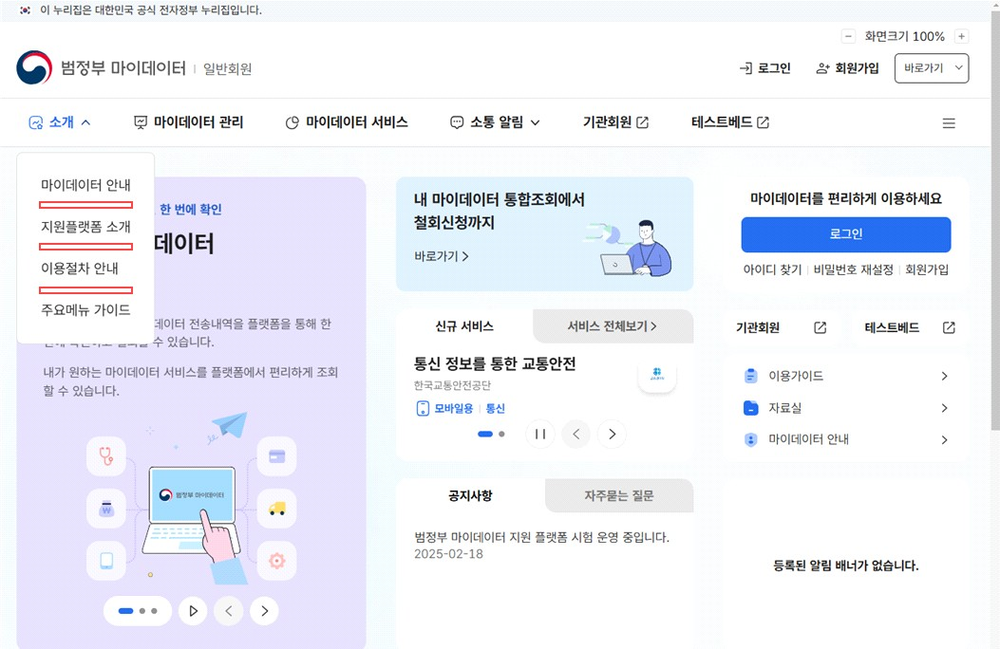 이 누리집은 대한민국 공식 전자정부 누리집입니다.
화면크기 100%
범정부 마이데이터 일반회원
로그인
회원가입
바로가기
소개
마이데이터 관리
마이데이터 서비스
소통 알림
기관회원
테스트베드
마이데이터 안내
지원플랫폼 소개
이용절차 안내
주요메뉴 가이드
한 번에 확인
데이터
데이터 전송내역을 플랫폼을 통해 한
수 있습니다.
내가 원하는 마이데이터 서비스를 플랫폼에서 편리하게 조회
할 수 있습니다.
범정부 마이데이터
내 마이데이터 통합조회에서
철회신청까지
바로가기
신규 서비스
서비스 전체보기
통신 정보를 통한 교통안전
한국교통안전공단
모바일용 통신
공지사항
자주묻는 질문
범정부 마이데이터 지원 플랫폼 시험 운영 중입니다.
2025-02-18
마이데이터를 편리하게 이용하세요
로그인
아이디 찾기 비밀번호 재설정 회원가입
기관회원
테스트베드
이용가이드
자료실
마이데이터 안내
등록된 알림 배너가 없습니다.